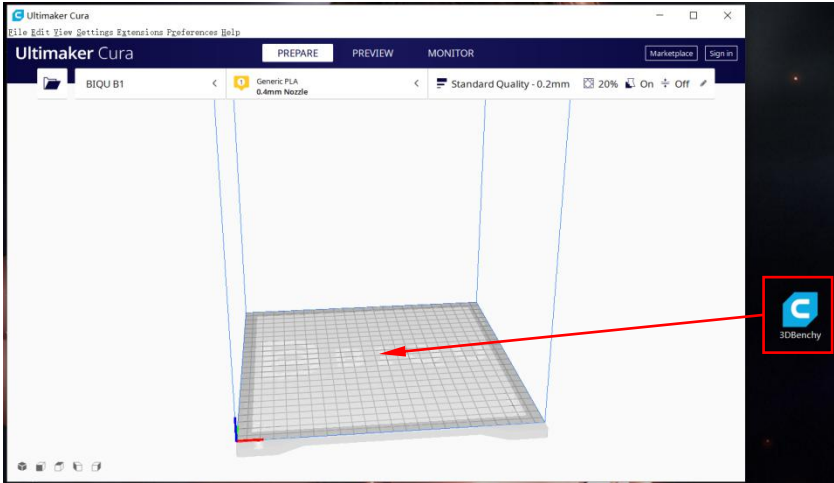 Ultimaker Cura
File Edit View Settings Extensions Preferences Help
Ultimaker Cura PREPARE PREVIEW MONITOR Marketplace Sign in
BIQU B1
1 Generic PLA
0.4mm Nozzle
Standard Quality - 0.2mm 20% On Off
3DBenchy